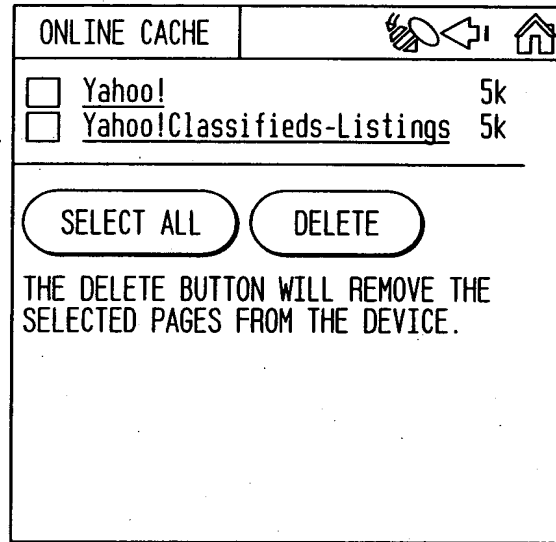 ONLINE CACHE
Yahoo! 5k
Yahoo!Classifieds-Listings 5k
SELECT ALL DELETE
THE DELETE BUTTON WILL REMOVE THE
SELECTED PAGES FROM THE DEVICE.